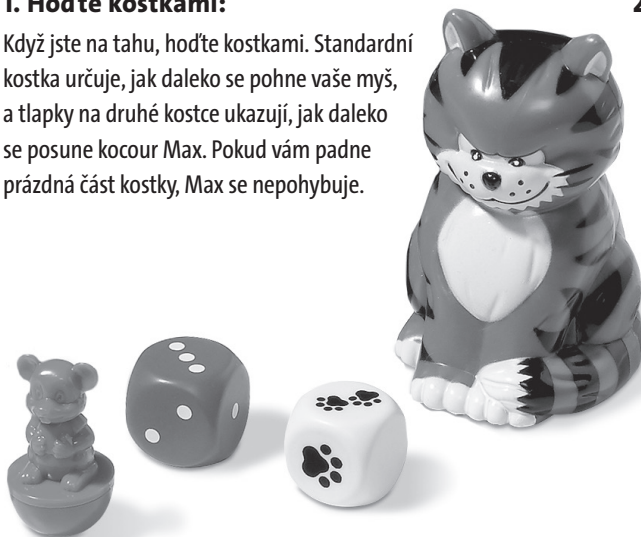 1. Hoďte kostkami:
Když jste na tahu, hoďte kostkami. Standardní
kostka určuje, jak daleko se pohne vaše myš,
a tlapky na druhé kostce ukazují, jak daleko
se posune kocour Max. Pokud vám padne
prázdná část kostky, Max se nepohybuje.
2